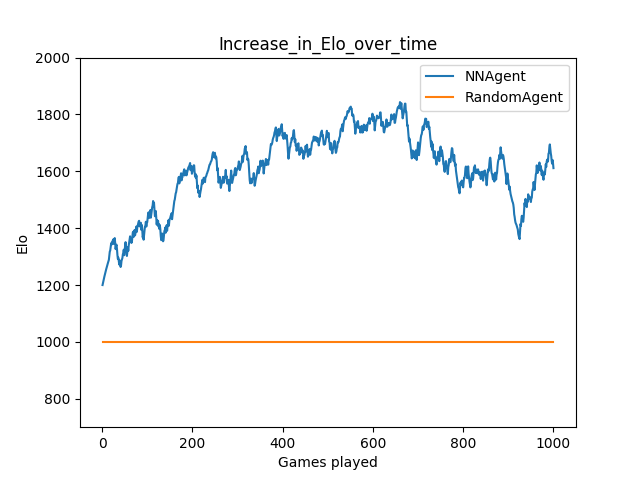 Increase_in_Elo_over_time
NNAgent
RandomAgent
2000
1800
1600
1400
1200
1000
800
Elo
0 200 400 600 800 1000
Games played